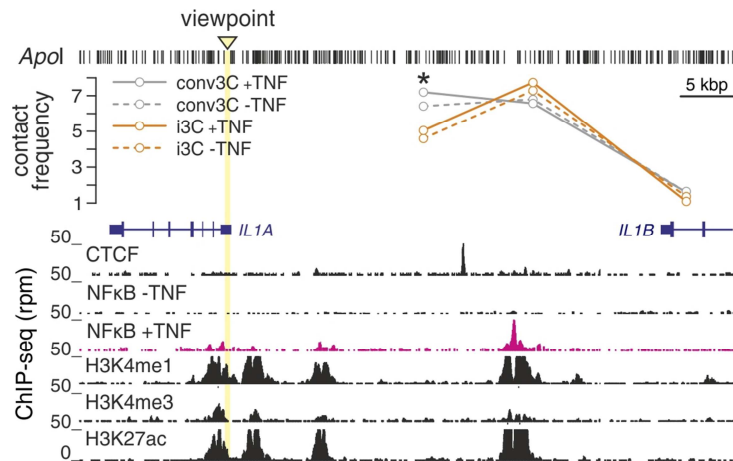 viewpoint
ApoI
conv3C +TNF
conv3C -TNF
i3C +TNF
i3C -TNF
*
5 kbp
contact
frequency
7
5
3
1
IL1A
IL1B
ChIP-seq (rpm)
50
CTCF
50
NFκB -TNF
50
NFκB +TNF
50
H3K4me1
50
H3K4me3
50
H3K27ac
0